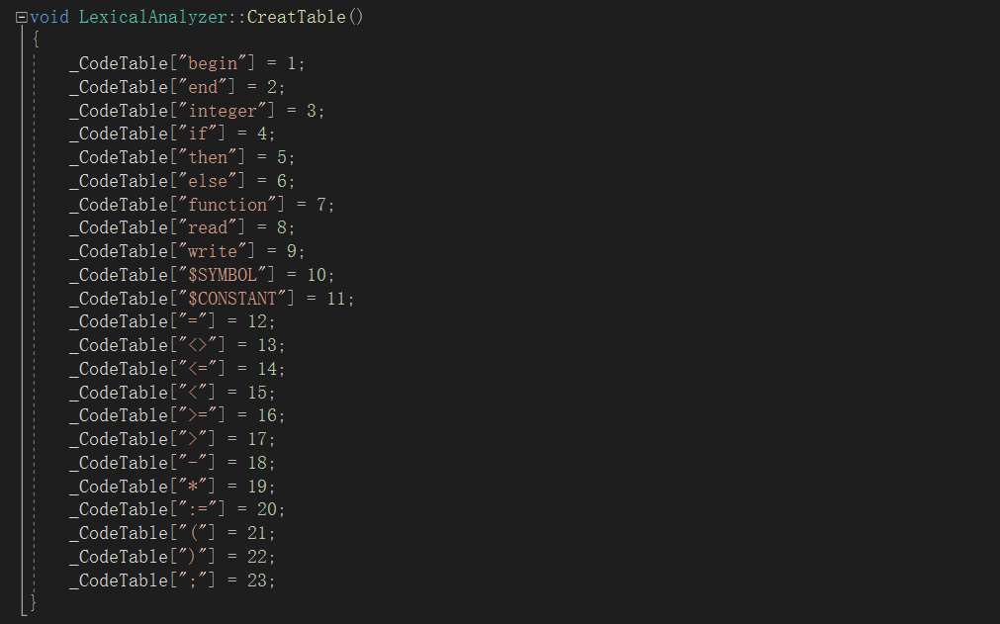 void LexicalAnalyzer::CreatTable()
{
_CodeTable["begin"] = 1;
_CodeTable["end"] = 2;
_CodeTable["integer"] = 3;
_CodeTable["if"] = 4;
_CodeTable["then"] = 5;
_CodeTable["else"] = 6;
_CodeTable["function"] = 7;
_CodeTable["read"] = 8;
_CodeTable["write"] = 9;
_CodeTable["$SYMBOL"] = 10;
_CodeTable["$CONSTANT"] = 11;
_CodeTable["="] = 12;
_CodeTable["<>"] = 13;
_CodeTable["<="] = 14;
_CodeTable["<"] = 15;
_CodeTable[">="] = 16;
_CodeTable[">"] = 17;
_CodeTable["-"] = 18;
_CodeTable["*"] = 19;
_CodeTable[":="] = 20;
_CodeTable["("] = 21;
_CodeTable[")"] = 22;
_CodeTable[";"] = 23;
}